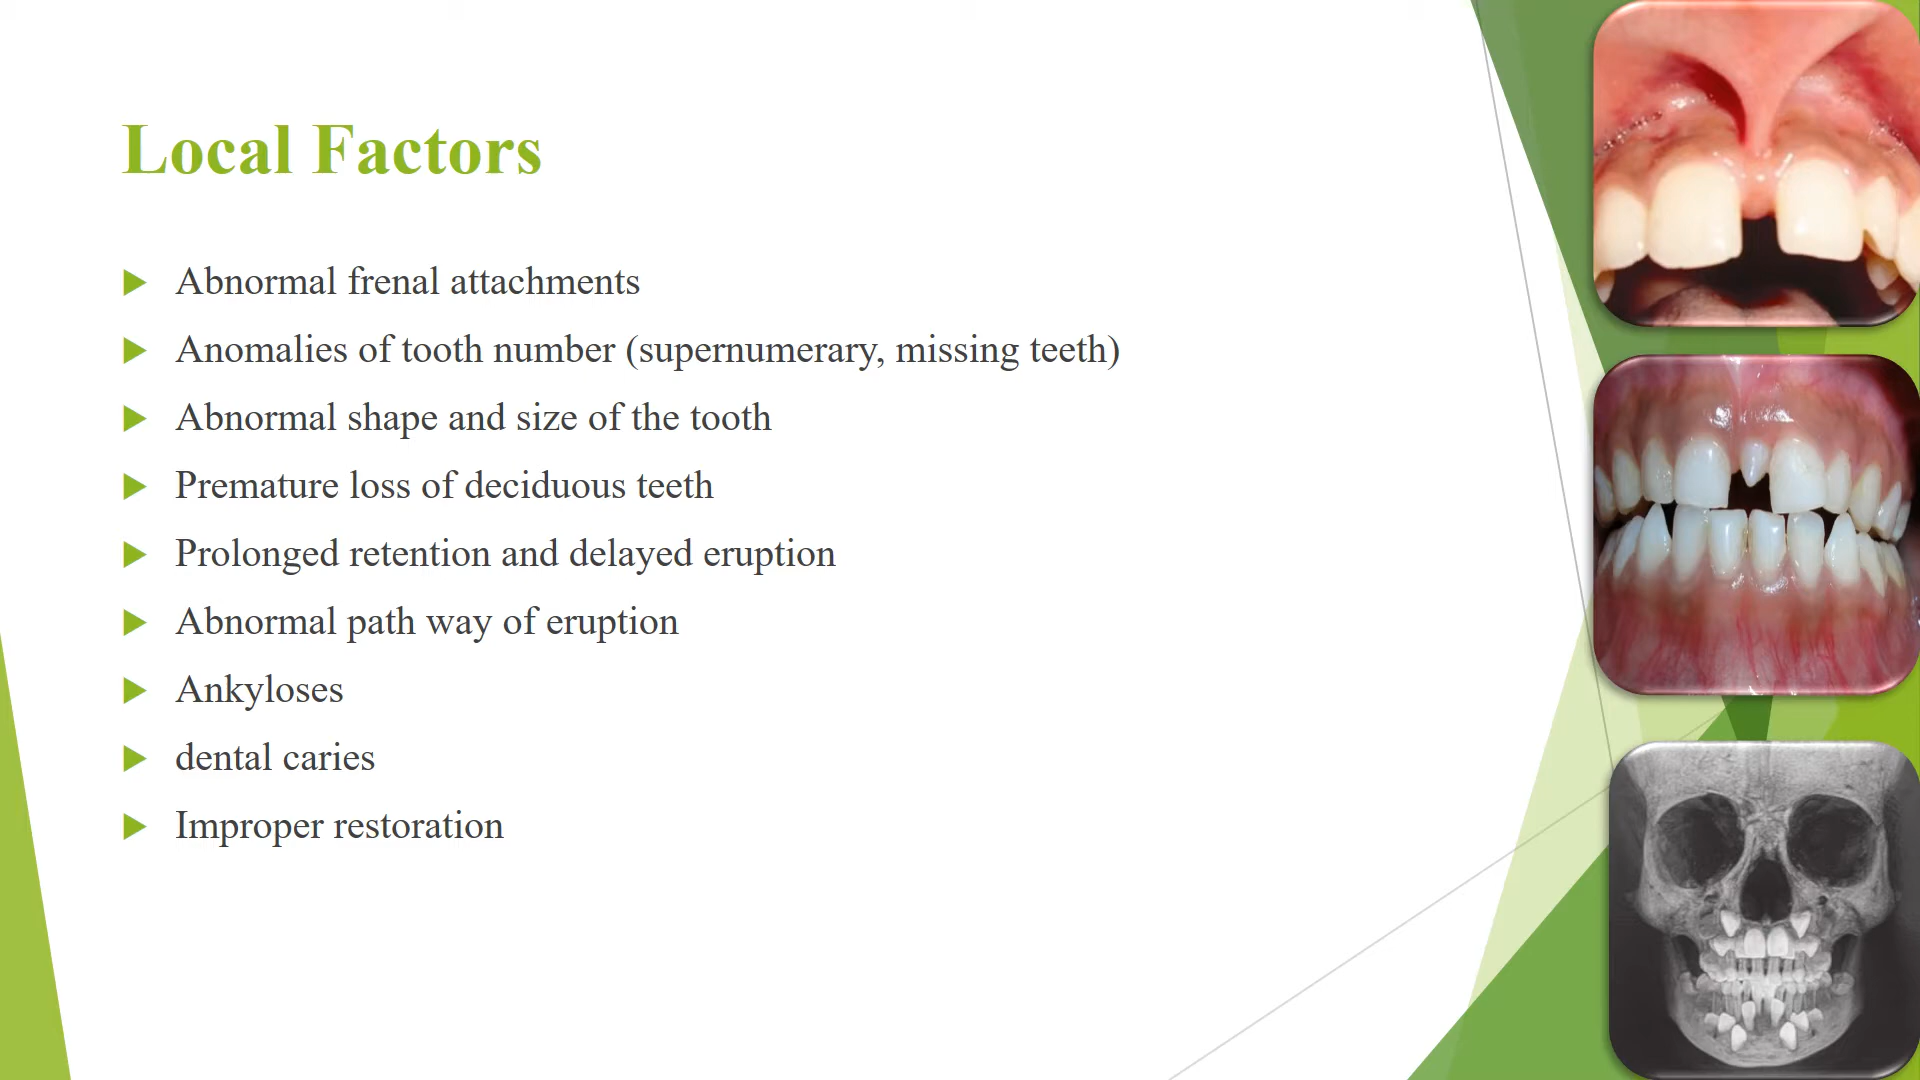 Local Factors
Abnormal frenal attachments
Anomalies of tooth number (supernumerary, missing teeth)
Abnormal shape and size of the tooth
Premature loss of deciduous teeth
Prolonged retention and delayed eruption
Abnormal path way of eruption
Ankyloses
dental caries
Improper restoration